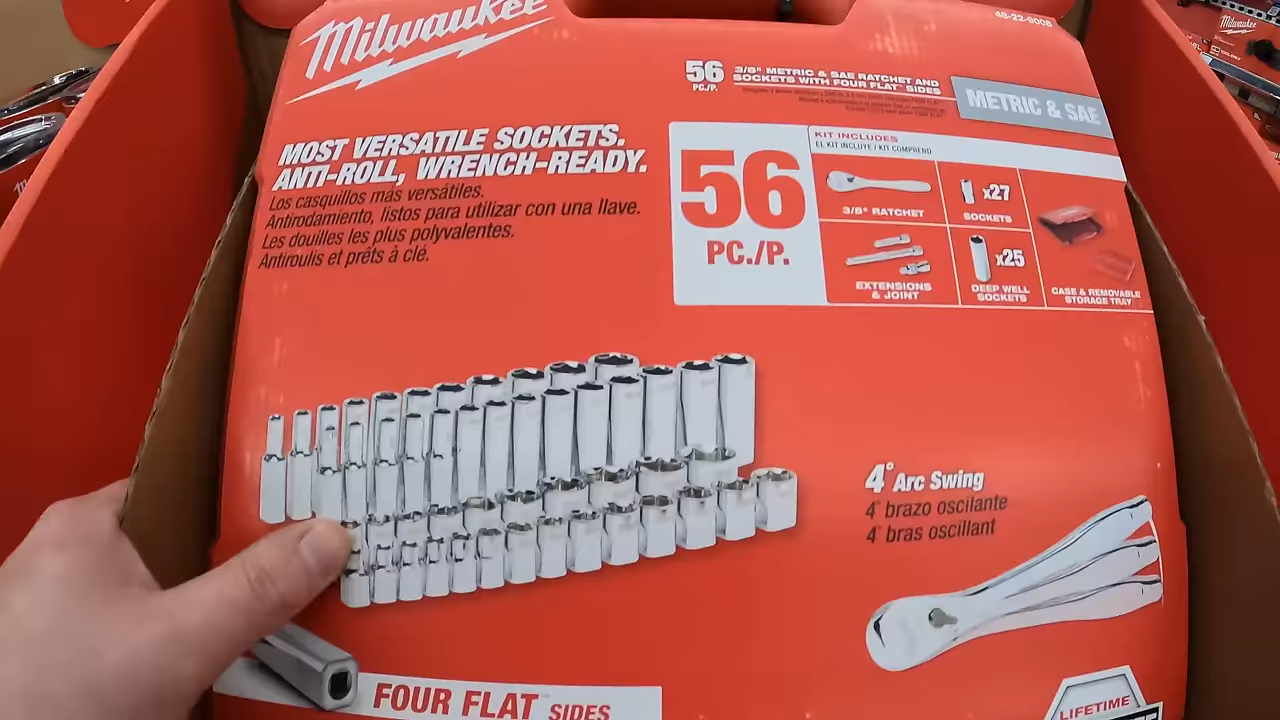 Milwaukee
48-22-9008
56 PC./P.
3/8" METRIC & SAE RATCHET AND
SOCKETS WITH FOUR FLAT™ SIDES
METRIC & SAE
MOST VERSATILE SOCKETS.
ANTI-ROLL, WRENCH-READY.
Los casquillos más versátiles.
Antirodamiento, listos para utilizar con una llave.
Les douilles les plus polyvalentes.
Antiroulis et prêts à clé.
56
PC./P.
KIT INCLUDES
EL KIT INCLUYE / KIT COMPREND
3/8" RATCHET
x27
SOCKETS
EXTENSIONS
& JOINT
x25
DEEP WELL
SOCKETS
CASE & REMOVABLE
STORAGE TRAY
4° Arc Swing
4° brazo oscilante
4° bras oscillant
FOUR FLAT™ SIDES
LIFETIME
Milwaukee